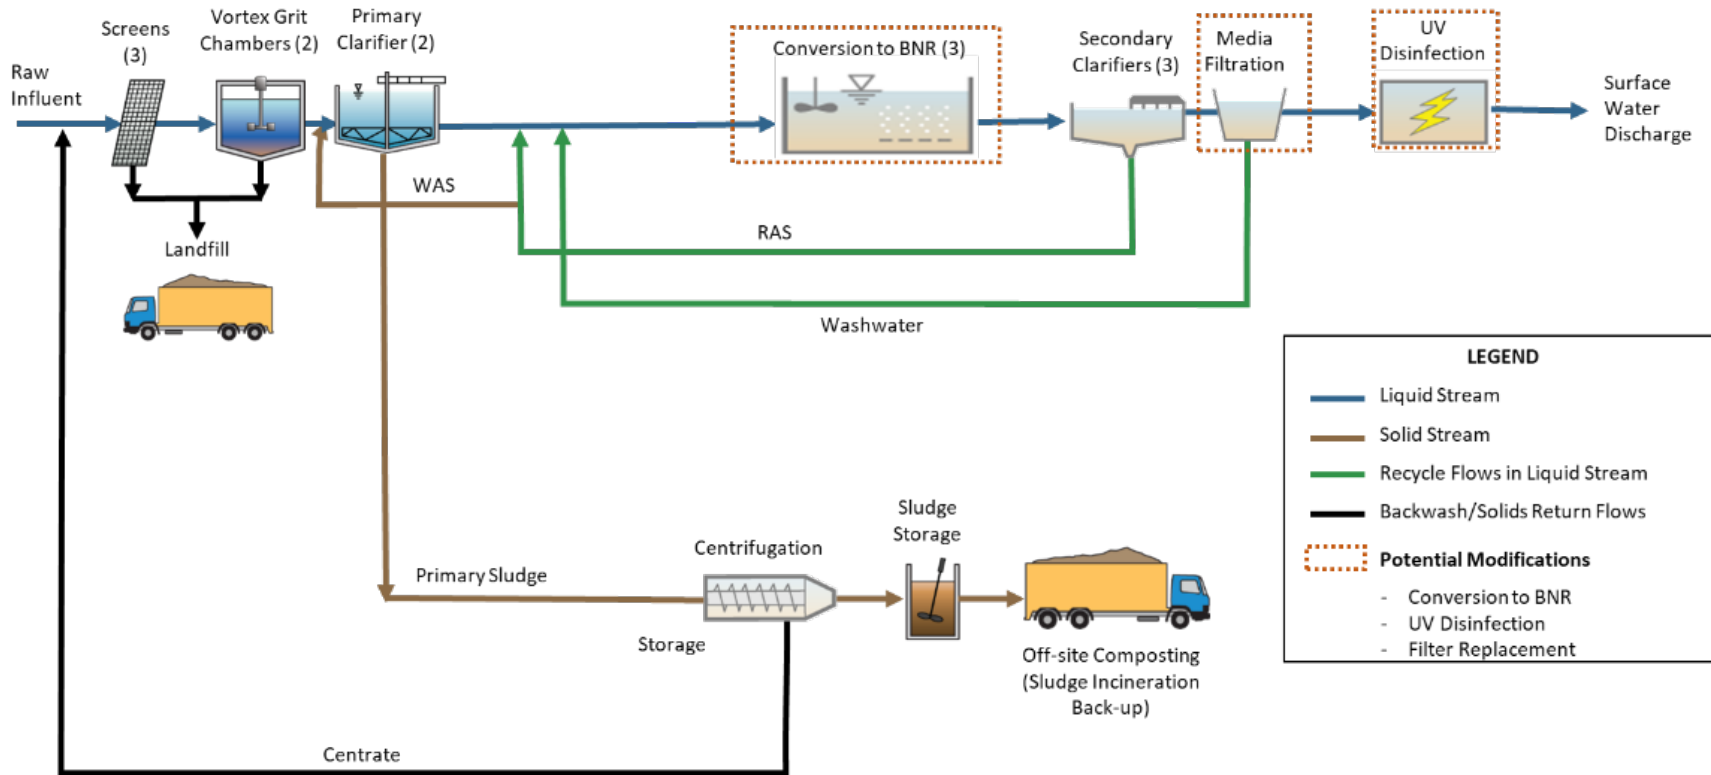 Screens
(3)
Vortex Grit
Chambers (2)
Primary
Clarifier (2)
Conversion to BNR (3)
Secondary
Clarifiers (3)
Media
Filtration
UV
Disinfection
Raw
Influent
Surface
Water
Discharge
WAS
RAS
Landfill
Washwater
LEGEND
Liquid Stream
Solid Stream
Recycle Flows in Liquid Stream
Backwash/Solids Return Flows
Potential Modifications
- Conversion to BNR
- UV Disinfection
- Filter Replacement
Primary Sludge
Storage
Centrifugation
Sludge
Storage
Off-site Composting
(Sludge Incineration
Back-up)
Centrate